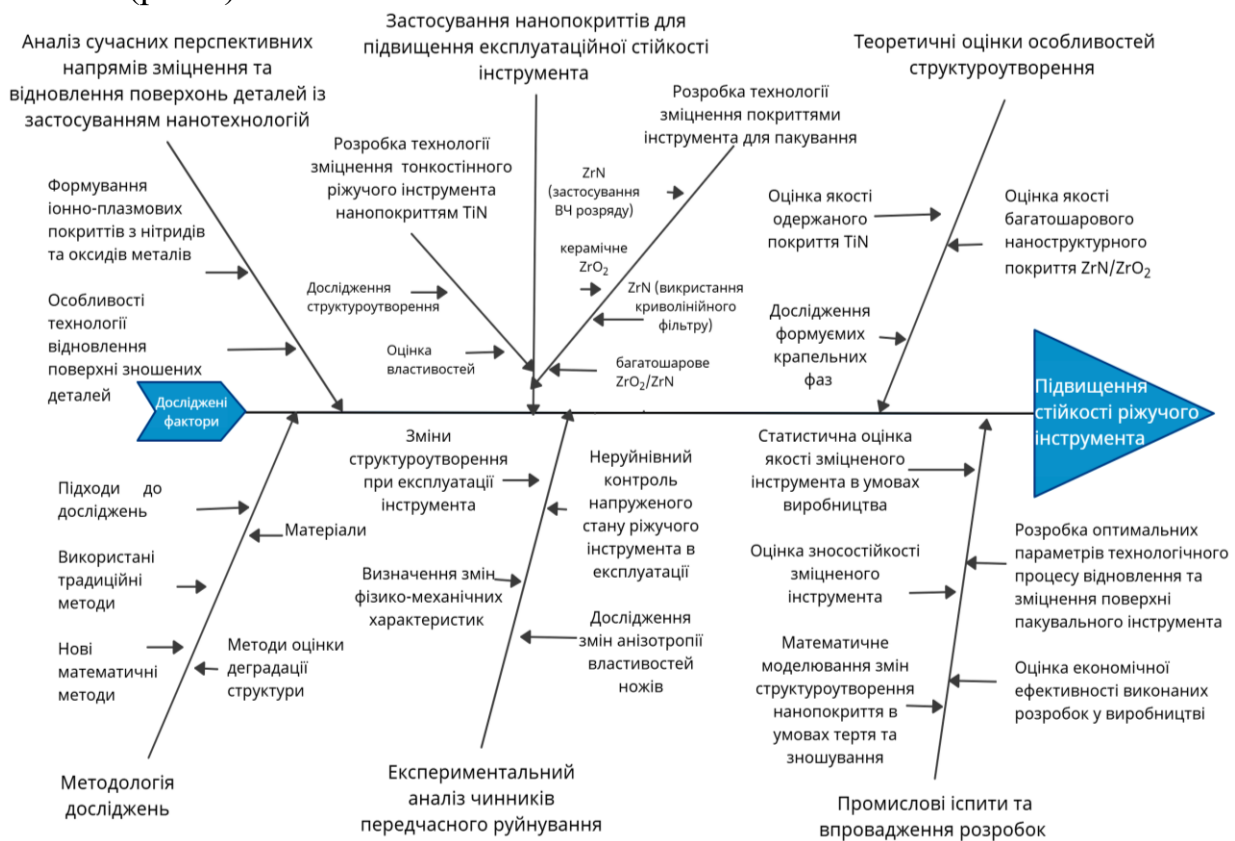 Аналіз сучасних перспективних
напрямів зміцнення та
відновлення поверхонь деталей із
застосуванням нанотехнологій
Застосування нанопокриттів для
підвищення експлуатаційної стійкості
інструмента
Теоретичні оцінки особливостей
структуроутворення
Формування
іонно-плазмових
покриттів з нітридів
та оксидів металів
Особливості
технології
відновлення
поверхні зношених
деталей
Розробка технології
зміцнення тонкостінного
ріжучого інструмента
нанопокриттям TiN
Дослідження
структуроутворення
Оцінка
властивостей
Розробка технології
зміцнення покриттями
інструмента для пакування
ZrN
(застосування
ВЧ розряду)
керамічне
ZrO2
ZrN (викристання
криволінійного
фільтру)
багатошарове
ZrO2/ZrN
Оцінка якості
одержаного
покриття TiN
Оцінка якості
багатошарового
наноструктурного
покриття ZrN/ZrO2
Дослідження
формуємих
крапельних
фаз
Досліджені
фактори
Підвищення
стійкості ріжучого
інструмента
Підходи до
досліджень
Матеріали
Використані
традиційні
методи
Нові
математичні
методи
Методи оцінки
деградації
структури
Методологія
досліджень
Зміни
структуроутворення
при експлуатації
інструмента
Неруйнівний
контроль
напруженого
стану ріжучого
інструмента в
експлуатації
Визначення змін
фізико-механічних
характеристик
Дослідження
змін анізотропії
властивостей
ножів
Експериментальний
аналіз чинників
передчасного руйнування
Статистична оцінка
якості зміцненого
інструмента в умовах
виробництва
Оцінка зносостійкості
зміцненого
інструмента
Математичне
моделювання змін
структуроутворення
нанопокриття в
умовах тертя та
зношування
Розробка оптимальних
параметрів технологічного
процесу відновлення та
зміцнення поверхні
пакувального інструмента
Оцінка економічної
ефективності виконаних
розробок у виробництві
Промислові іспити та
впровадження розробок